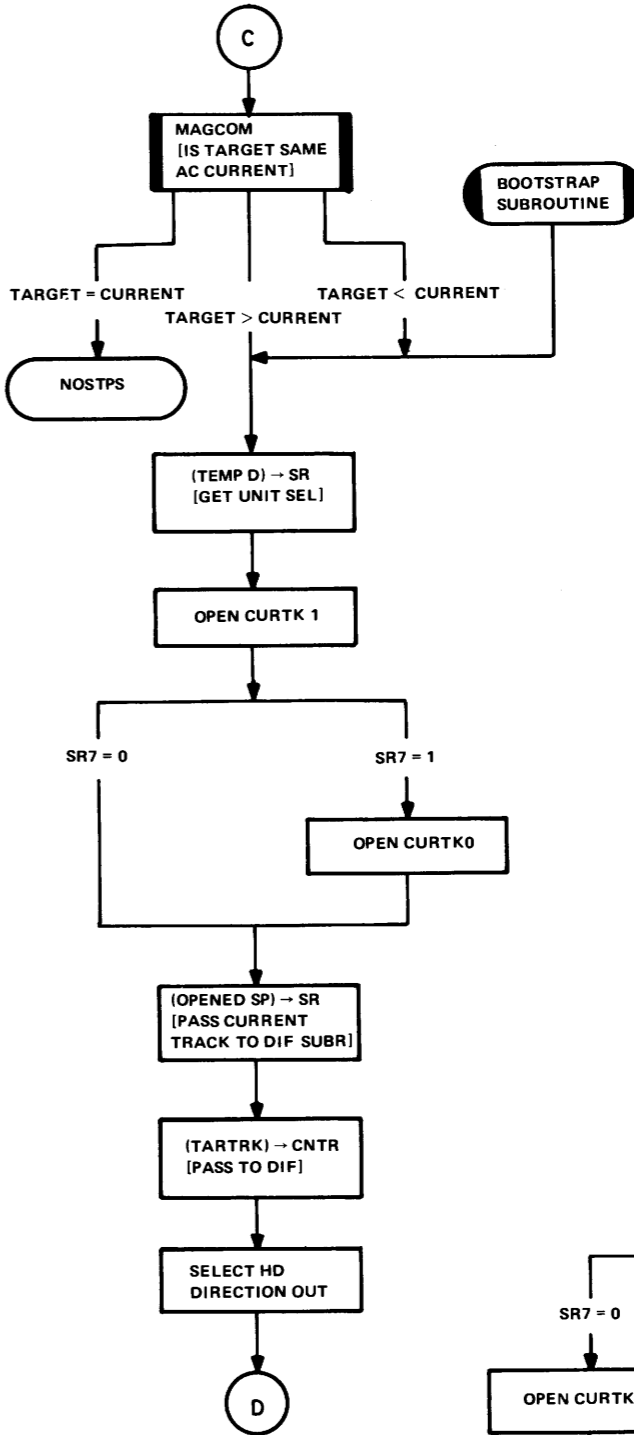 C
MAGCOM
[IS TARGET SAME
AC CURRENT]
BOOTSTRAP
SUBROUTINE
TARGET = CURRENT
TARGET < CURRENT
TARGET > CURRENT
NOSTPS
(TEMP D) → SR
[GET UNIT SEL]
OPEN CURTK 1
SR7 = 0
SR7 = 1
OPEN CURTK0
(OPENED SP) → SR
[PASS CURRENT
TRACK TO DIF SUBR]
(TARTRK) → CNTR
[PASS TO DIF]
SELECT HD
DIRECTION OUT
SR7 = 0
D
OPEN CURTK